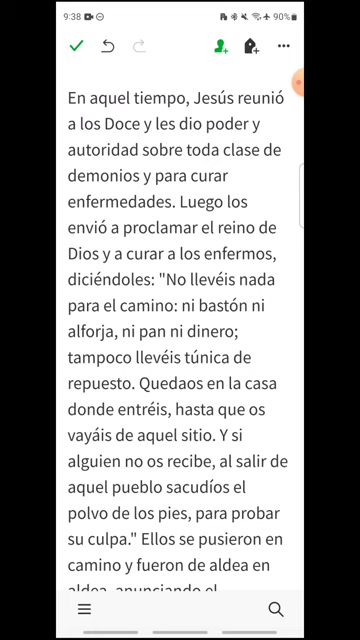 9:38
90%
En aquel tiempo, Jesús reunió
a los Doce y les dio poder y
autoridad sobre toda clase de
demonios y para curar
enfermedades. Luego los
envió a proclamar el reino de
Dios y a curar a los enfermos,
diciéndoles: "No llevéis nada
para el camino: ni bastón ni
alforja, ni pan ni dinero;
tampoco llevéis túnica de
repuesto. Quedaos en la casa
donde entréis, hasta que os
vayáis de aquel sitio. Y si
alguien no os recibe, al salir de
aquel pueblo sacudíos el
polvo de los pies, para probar
su culpa." Ellos se pusieron en
camino y fueron de aldea en
aldea, anunciando el